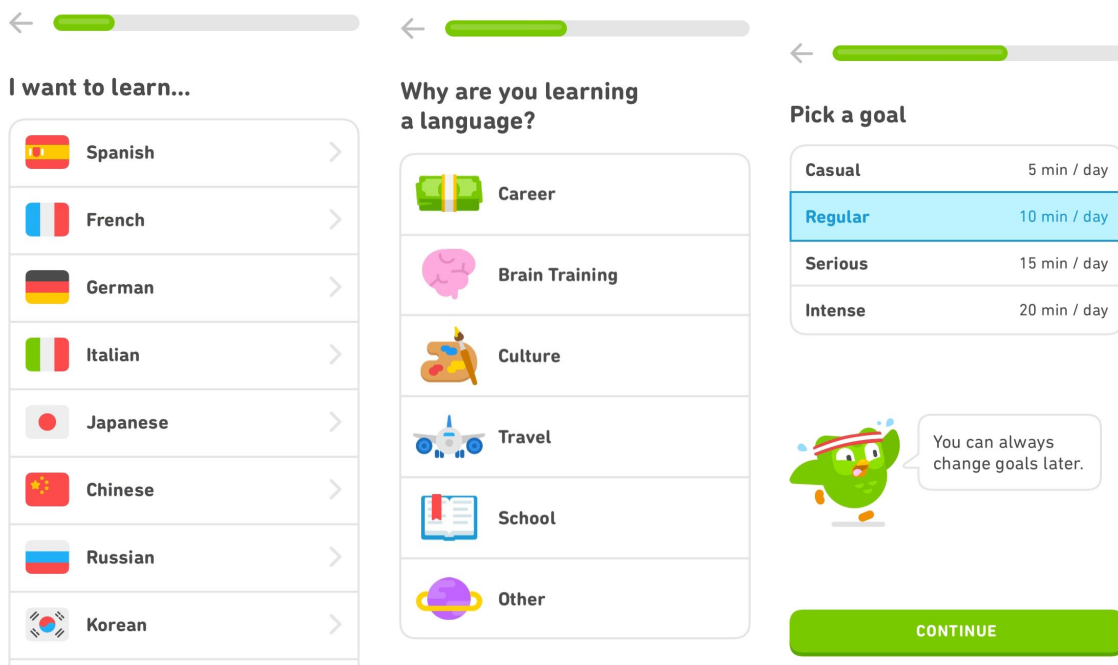 I want to learn...
Spanish
French
German
Italian
Japanese
Chinese
Russian
Korean
Why are you learning
a language?
Career
Brain Training
Culture
Travel
School
Other
Pick a goal
Casual 5 min / day
Regular 10 min / day
Serious 15 min / day
Intense 20 min / day
You can always
change goals later.
CONTINUE